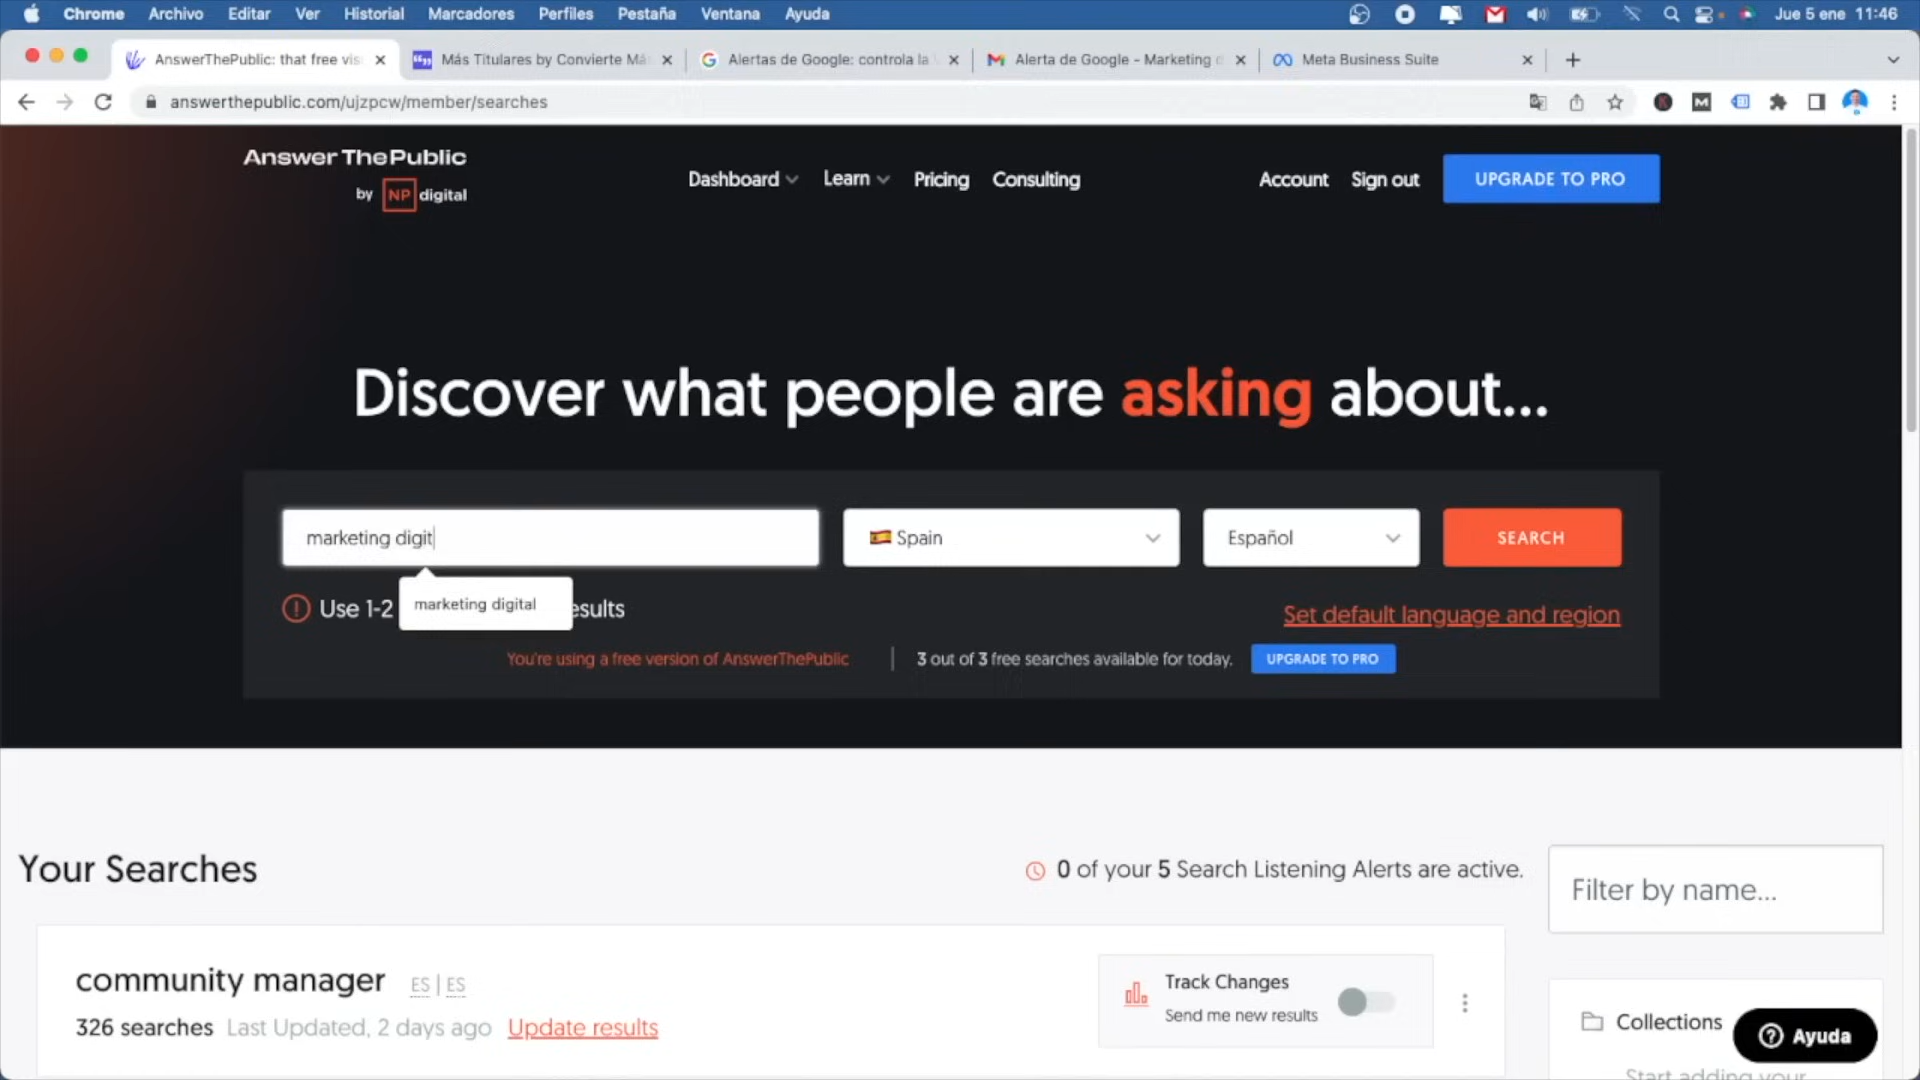 Chrome Archivo Editar Ver Historial Marcadores Perfiles Pestaña Ventana Ayuda Jue 5 ene 11:46
AnswerThePublic: that free vis Más Titulares by Convierte Má Alertas de Google: controla la Alerta de Google - Marketing Meta Business Suite
answerthepublic.com/ujzpcw/member/searches
AnswerThePublic
by NP digital
Dashboard Learn Pricing Consulting Account Sign out UPGRADE TO PRO
Discover what people are asking about...
marketing digit Spain Español SEARCH
marketing digital
Use 1-2 esults Set default language and region
You're using a free version of AnswerThePublic | 3 out of 3 free searches available for today. UPGRADE TO PRO
Your Searches 0 of your 5 Search Listening Alerts are active. Filter by name...
community manager ES | ES
326 searches Last Updated, 2 days ago Update results
Track Changes
Send me new results
Collections
Ayuda
Start adding your